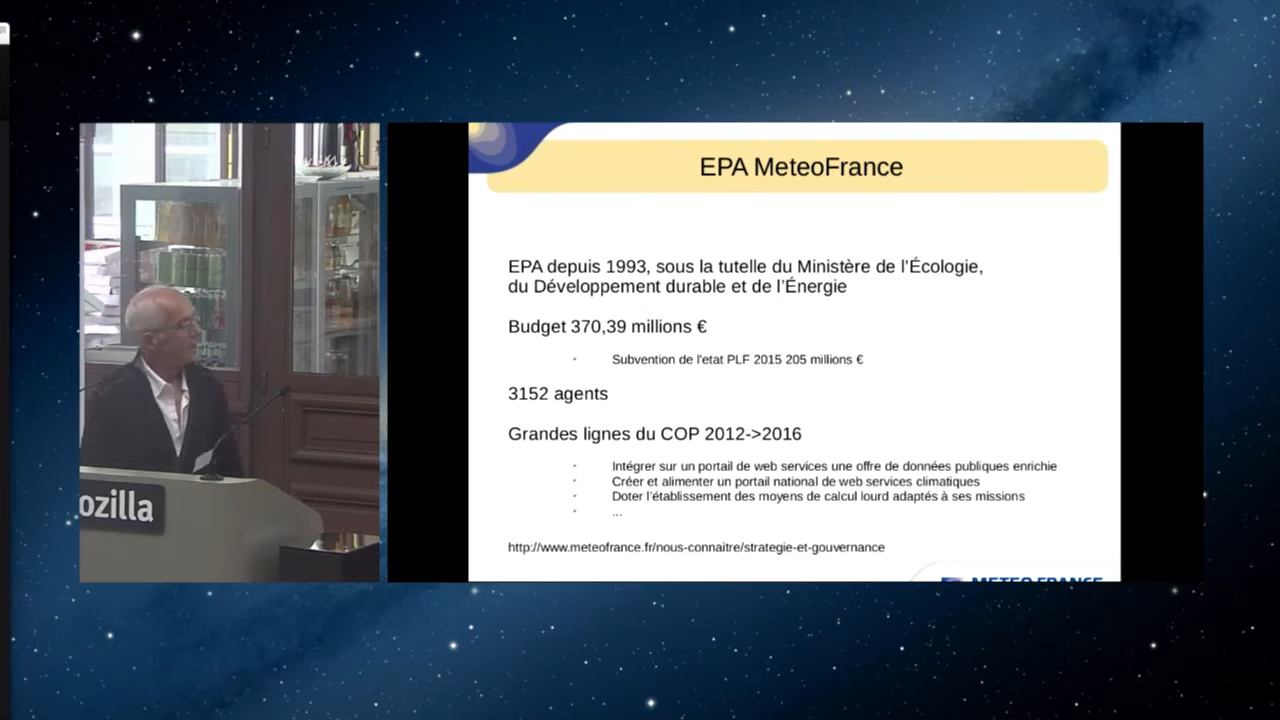 EPA MeteoFrance
EPA depuis 1993, sous la tutelle du Ministère de l'Écologie,
du Développement durable et de l'Énergie
Budget 370,39 millions €
Subvention de l'etat PLF 2015 205 millions €
3152 agents
Grandes lignes du COP 2012->2016
Intégrer sur un portail de web services une offre de données publiques enrichie
Créer et alimenter un portail national de web services climatiques
Doter l'établissement des moyens de calcul lourd adaptés à ses missions
...
http://www.meteofrance.fr/nous-connaitre/strategie-et-gouvernance
METEO FRANCE
ozilla